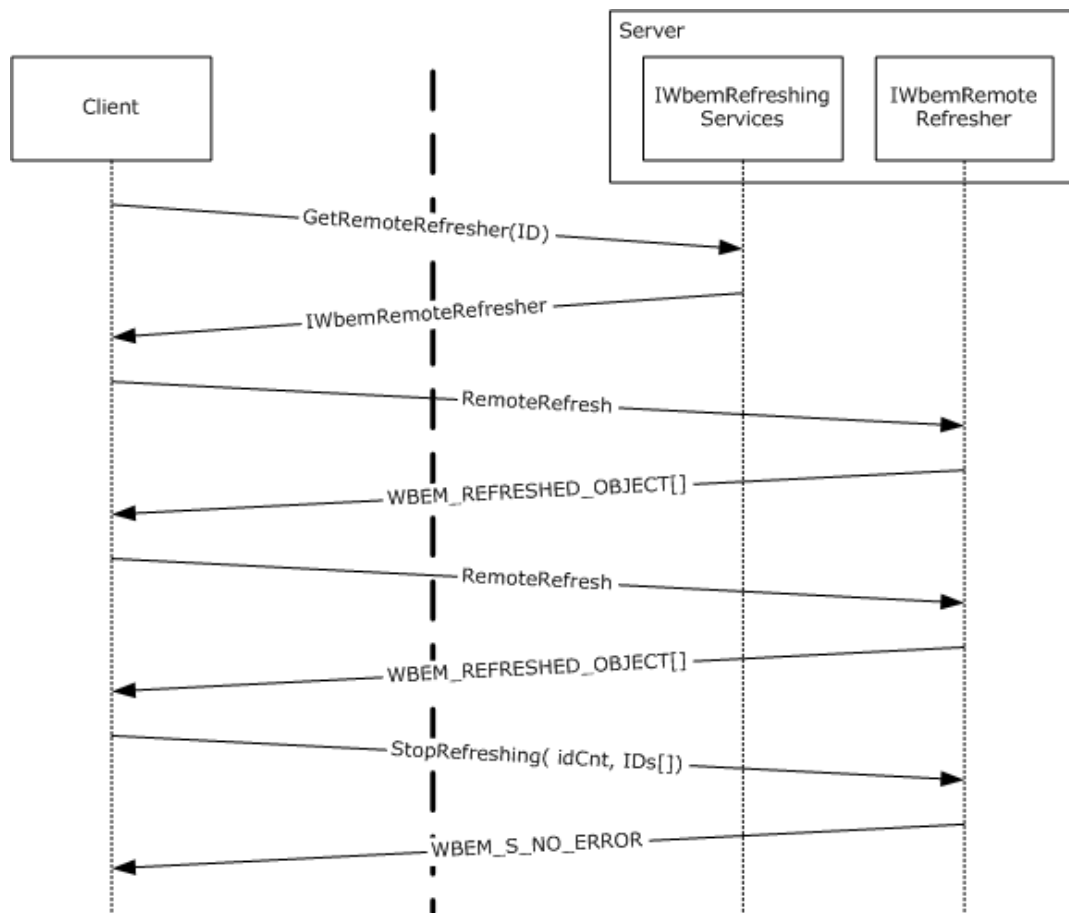 Server
Client
IWbemRefreshing
Services
IWbemRemote
Refresher
GetRemoteRefresher(ID)
IWbemRemoteRefresher
RemoteRefresh
WBEM_REFRESHED_OBJECT[]
RemoteRefresh
WBEM_REFRESHED_OBJECT[]
StopRefreshing( idCnt, IDs[])
WBEM_S_NO_ERROR